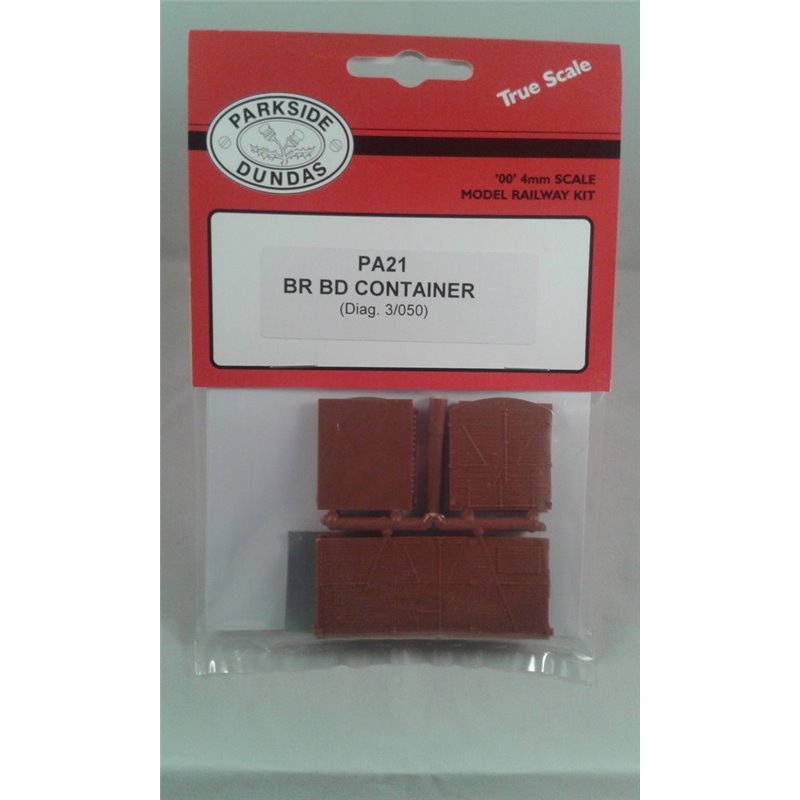 PARKSIDE
DUNDAS
True Scale
'00' 4mm SCALE
MODEL RAILWAY KIT
PA21
BR BD CONTAINER
(Diag. 3/050)